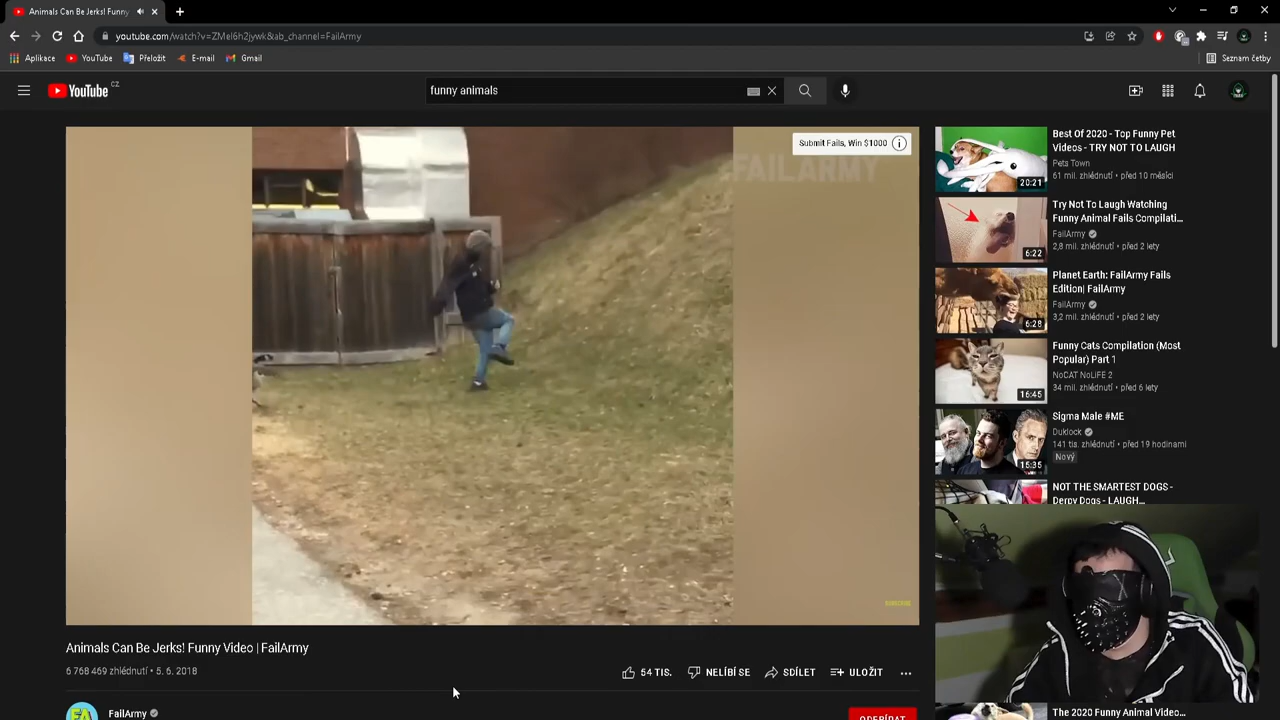 Animals Can Be Jerks! Funny
youtube.com/watch?v=ZMel6h2jywk&ab_channel=FailArmy
Aplikace
YouTube
Přeložit
E-mail
Gmail
Seznam četby
YouTube CZ
funny animals
Submit Fails, Win $1000
FAILARMY
SUBSCRIBE
Best Of 2020 - Top Funny Pet
Videos - TRY NOT TO LAUGH
Pets Town
61 mil. zhlédnutí • před 10 měsíci
20:21
Try Not To Laugh Watching
Funny Animal Fails Compilati...
FailArmy
2,8 mil. zhlédnutí • před 2 lety
6:22
Planet Earth: FailArmy Fails
Edition| FailArmy
FailArmy
3,2 mil. zhlédnutí • před 2 lety
6:28
Funny Cats Compilation (Most
Popular) Part 1
NoCAT NoLiFE 2
34 mil. zhlédnutí • před 6 lety
16:45
Sigma Male #ME
Duklock
141 tis. zhlédnutí • před 19 hodinami
Nový
15:35
NOT THE SMARTEST DOGS -
Derpy Dogs - LAUGH...
Animals Can Be Jerks! Funny Video | FailArmy
6 768 469 zhlédnutí • 5. 6. 2018
54 TIS.
NELÍBÍ SE
SDÍLET
ULOŽIT
FailArmy
ODEBÍRAT
The 2020 Funny Animal Video...